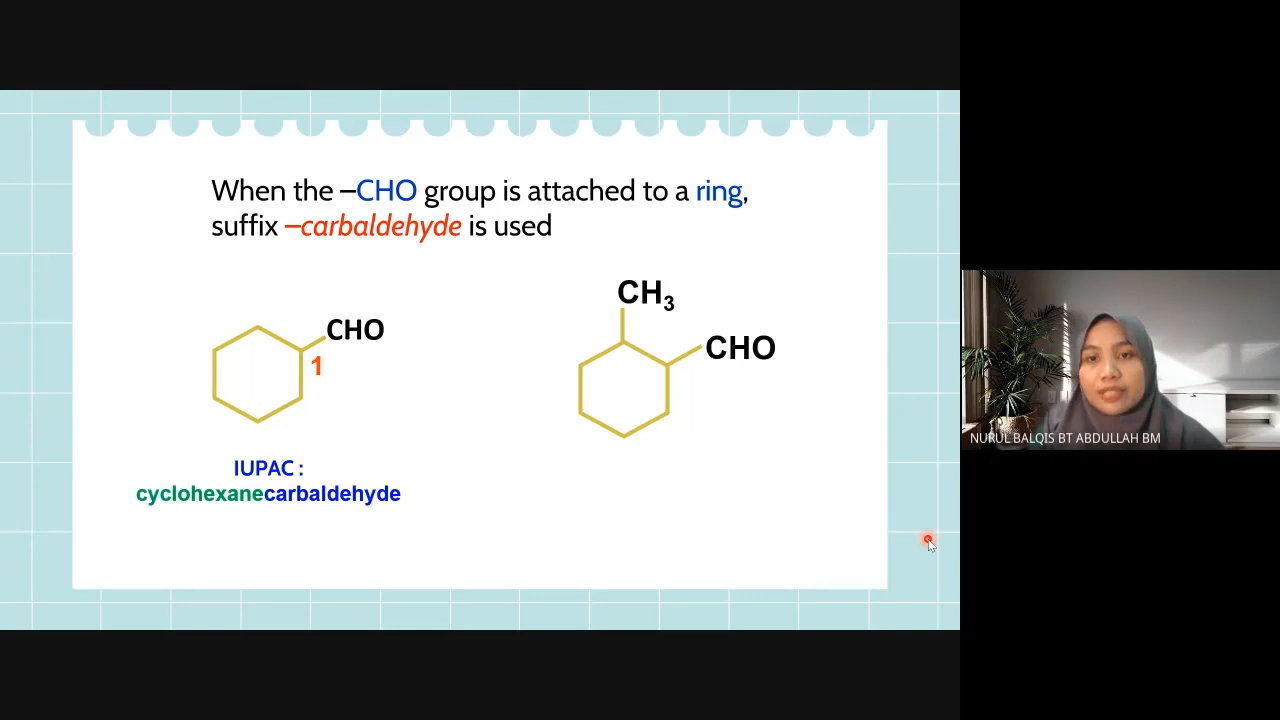 When the –CHO group is attached to a ring,
suffix –carbaldehyde is used
CHO
1
IUPAC :
cyclohexanecarbaldehyde
CH₃
CHO
NURUL BALQIS BT ABDULLAH BM